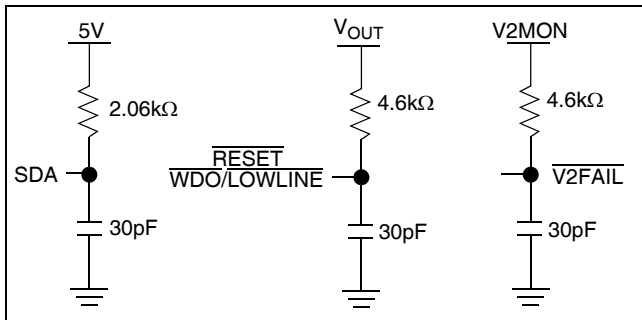 5V
2.06kΩ
SDA
30pF
VOUT
4.6kΩ
RESET
WDO/LOWLINE
30pF
V2MON
4.6kΩ
V2FAIL
30pF